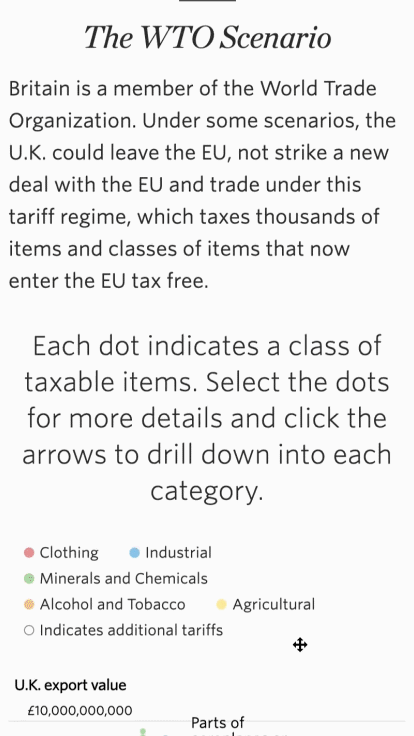 The WTO Scenario
Britain is a member of the World Trade
Organization. Under some scenarios, the
U.K. could leave the EU, not strike a new
deal with the EU and trade under this
tariff regime, which taxes thousands of
items and classes of items that now
enter the EU tax free.
Each dot indicates a class of
taxable items. Select the dots
for more details and click the
arrows to drill down into each
category.
Clothing
Industrial
Minerals and Chemicals
Alcohol and Tobacco
Agricultural
Indicates additional tariffs
U.K. export value
£10,000,000,000
Parts of